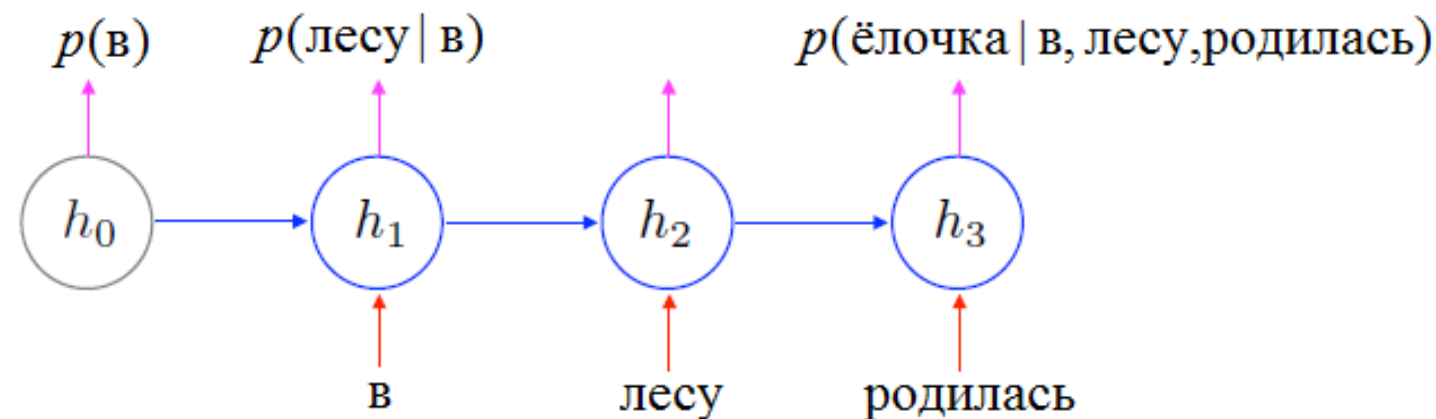 p(в) p(лесу | в) p(ёлочка | в, лесу,родилась)
h₀ h₁ h₂ h₃
в лесу родилась